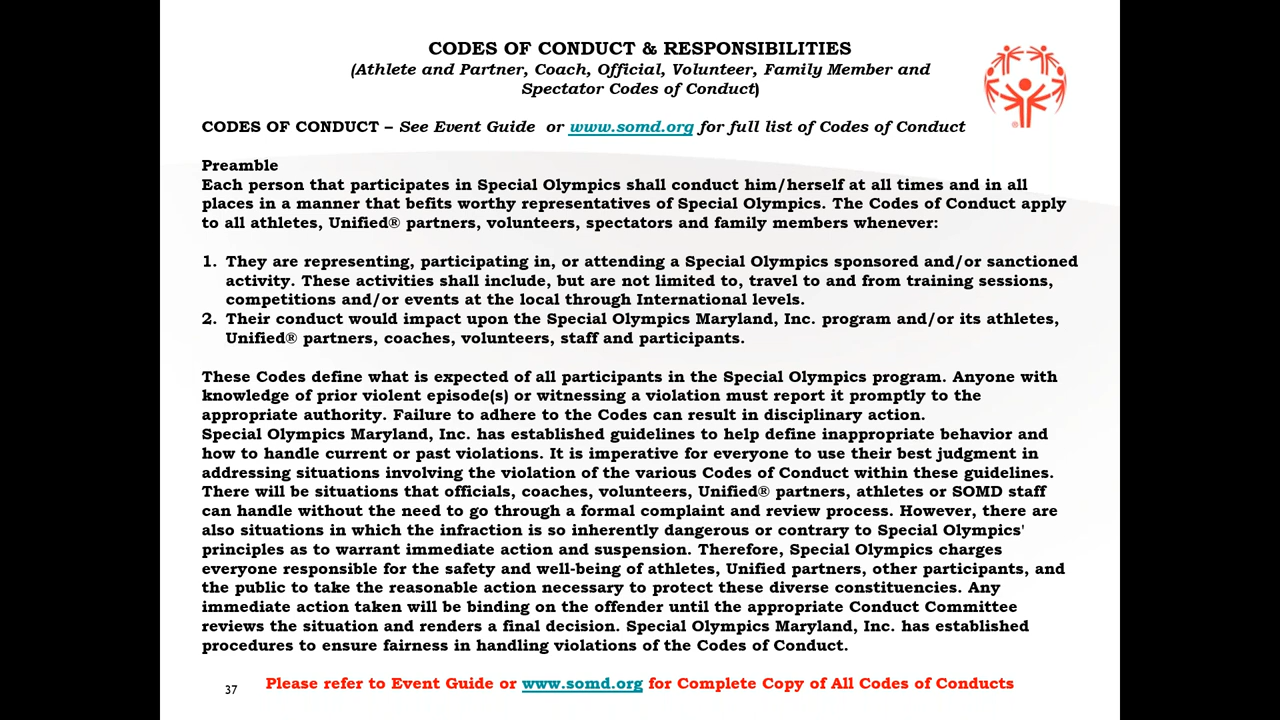 CODES OF CONDUCT & RESPONSIBILITIES
(Athlete and Partner, Coach, Official, Volunteer, Family Member and
Spectator Codes of Conduct)
CODES OF CONDUCT – See Event Guide or www.somd.org for full list of Codes of Conduct
Preamble
Each person that participates in Special Olympics shall conduct him/herself at all times and in all
places in a manner that befits worthy representatives of Special Olympics. The Codes of Conduct apply
to all athletes, Unified® partners, volunteers, spectators and family members whenever:
1. They are representing, participating in, or attending a Special Olympics sponsored and/or sanctioned
activity. These activities shall include, but are not limited to, travel to and from training sessions,
competitions and/or events at the local through International levels.
2. Their conduct would impact upon the Special Olympics Maryland, Inc. program and/or its athletes,
Unified® partners, coaches, volunteers, staff and participants.
These Codes define what is expected of all participants in the Special Olympics program. Anyone with
knowledge of prior violent episode(s) or witnessing a violation must report it promptly to the
appropriate authority. Failure to adhere to the Codes can result in disciplinary action.
Special Olympics Maryland, Inc. has established guidelines to help define inappropriate behavior and
how to handle current or past violations. It is imperative for everyone to use their best judgment in
addressing situations involving the violation of the various Codes of Conduct within these guidelines.
There will be situations that officials, coaches, volunteers, Unified® partners, athletes or SOMD staff
can handle without the need to go through a formal complaint and review process. However, there are
also situations in which the infraction is so inherently dangerous or contrary to Special Olympics'
principles as to warrant immediate action and suspension. Therefore, Special Olympics charges
everyone responsible for the safety and well-being of athletes, Unified partners, other participants, and
the public to take the reasonable action necessary to protect these diverse constituencies. Any
immediate action taken will be binding on the offender until the appropriate Conduct Committee
reviews the situation and renders a final decision. Special Olympics Maryland, Inc. has established
procedures to ensure fairness in handling violations of the Codes of Conduct.
37 Please refer to Event Guide or www.somd.org for Complete Copy of All Codes of Conducts